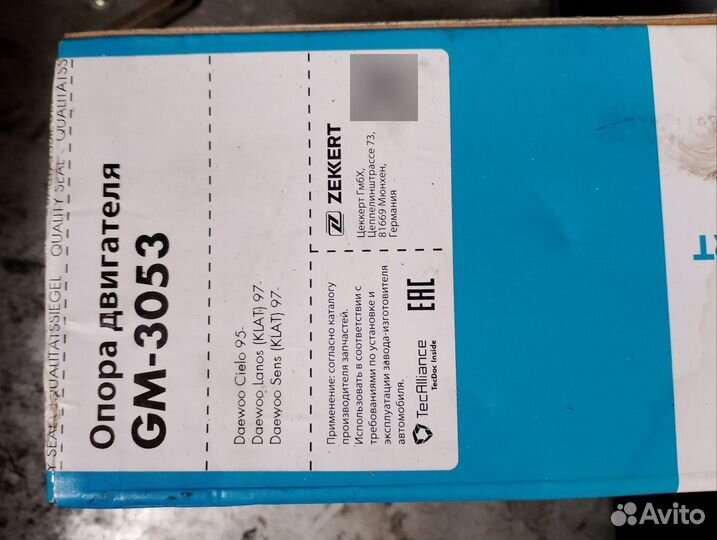 QUALITÄTSSIEGEL QUALITY SEAL QUALITÄTSS
Опора двигателя
GM-3053
Daewoo Cielo 95-
Daewoo Lanos (KLAT) 97-
Daewoo Sens (KLAT) 97-
Применение: согласно каталогу
производителя запчастей.
Использовать в соответствии с
требованиями по установке и
эксплуатации завода-изготовителя
автомобиля.
TecAlliance
TecDoc Inside
EAC
ZEKKERT
Цеккерт ГмбХ,
Цеппелинштрассе 73,
81669 Мюнхен,
Германия
Avito